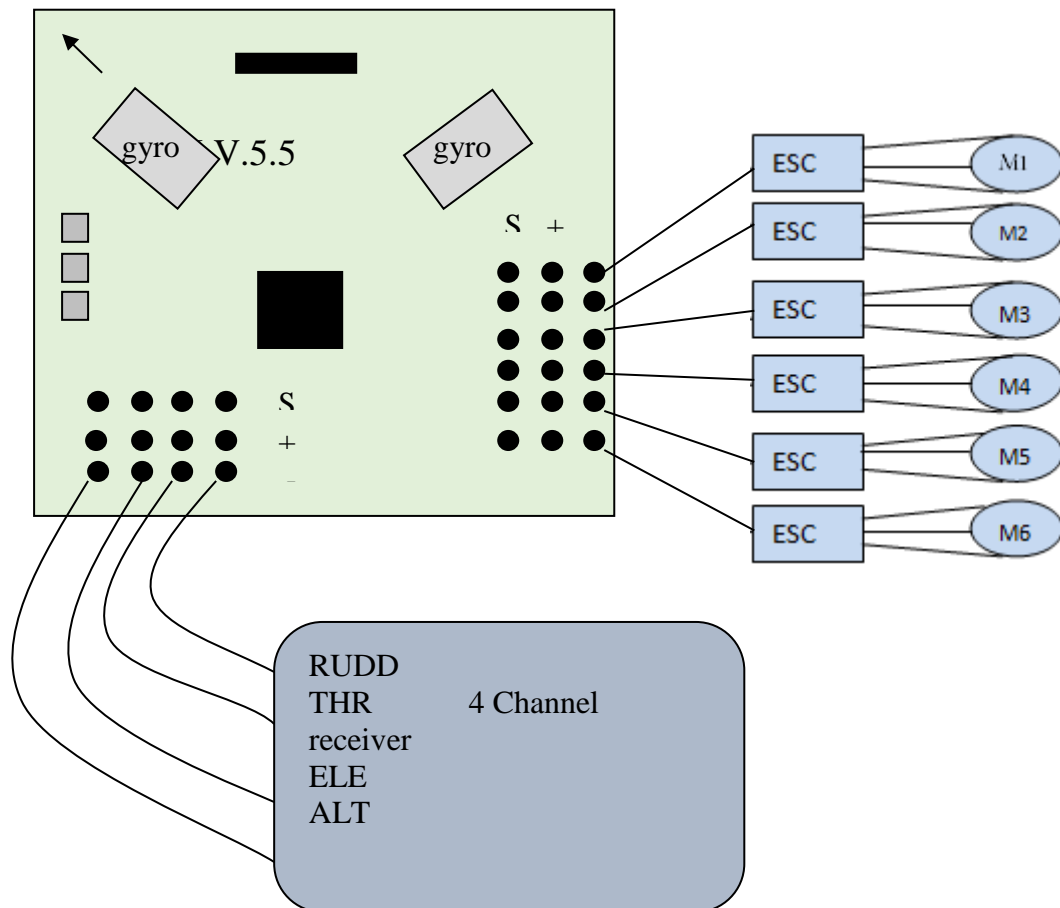 gyro V.5.5 gyro
S +
S
+
-
ESC M1
ESC M2
ESC M3
ESC M4
ESC M5
ESC M6
RUDD
THR 4 Channel
receiver
ELE
ALT